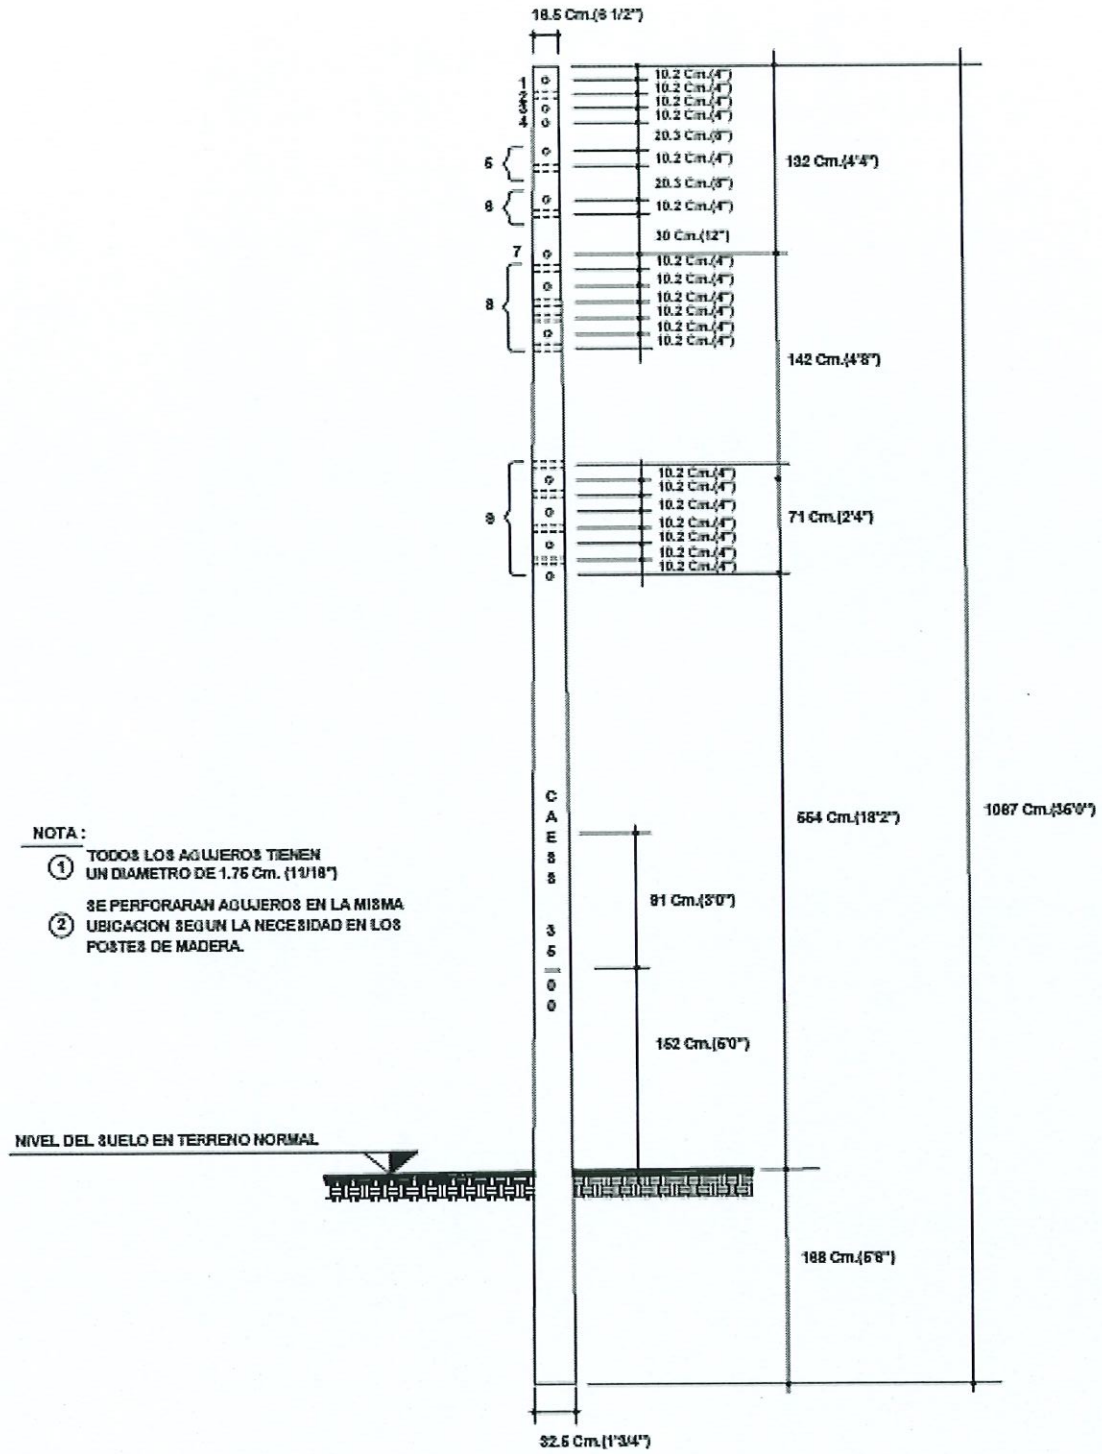 16.5 Cm.(6 1/2")
1
2
3
4
10.2 Cm.(4")
10.2 Cm.(4")
10.2 Cm.(4")
10.2 Cm.(4")
20.3 Cm.(8")
5
10.2 Cm.(4")
132 Cm.(4'4")
20.3 Cm.(8")
6
10.2 Cm.(4")
30 Cm.(12")
7
10.2 Cm.(4")
10.2 Cm.(4")
8
10.2 Cm.(4")
10.2 Cm.(4")
10.2 Cm.(4")
10.2 Cm.(4")
142 Cm.(4'8")
10.2 Cm.(4")
10.2 Cm.(4")
10.2 Cm.(4")
9
71 Cm.(2'4")
10.2 Cm.(4")
10.2 Cm.(4")
10.2 Cm.(4")
10.2 Cm.(4")
CAESS 35 00
554 Cm.(18'2")
1067 Cm.(35'0")
NOTA :
1 TODOS LOS AGUJEROS TIENEN
UN DIAMETRO DE 1.75 Cm. (11/16")
91 Cm.(3'0")
2 SE PERFORARAN AGUJEROS EN LA MISMA
UBICACION SEGUN LA NECESIDAD EN LOS
POSTES DE MADERA.
152 Cm.(5'0")
NIVEL DEL SUELO EN TERRENO NORMAL
168 Cm.(5'6")
32.5 Cm.(1'3/4")